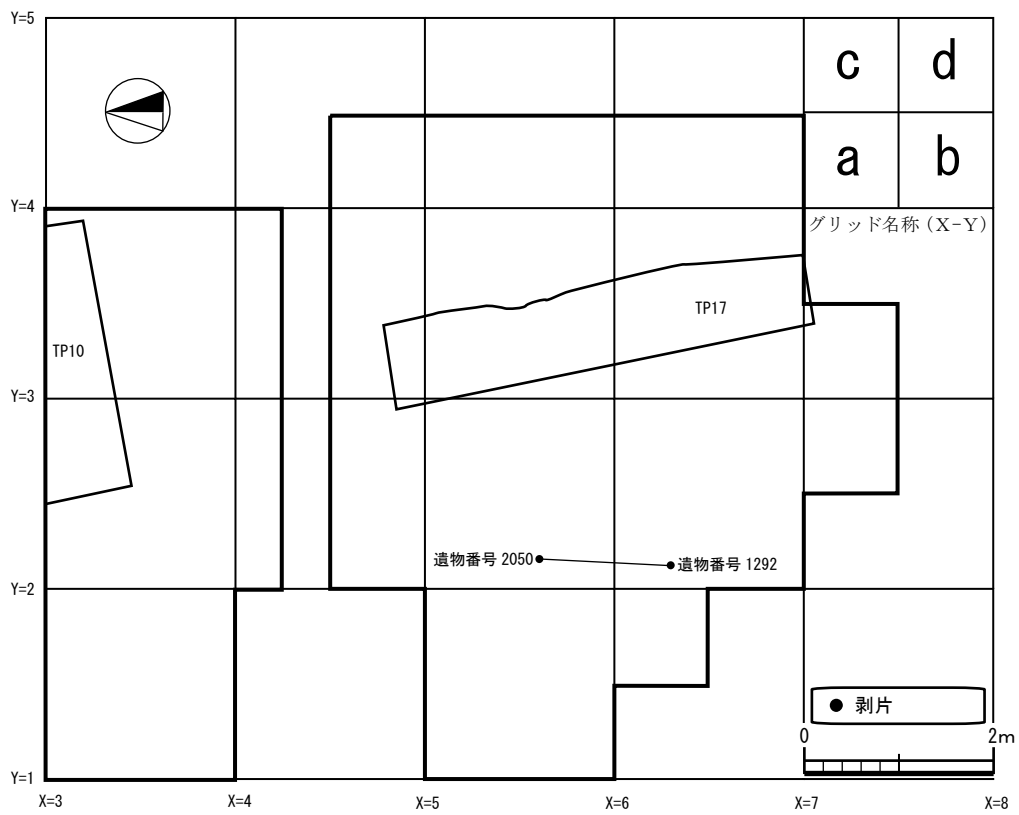 Y=5
c
d
a
b
Y=4
グリッド名称（X-Y）
TP17
TP10
Y=3
遺物番号 2050
遺物番号 1292
Y=2
剥片
0
2m
Y=1
X=3
X=4
X=5
X=6
X=7
X=8